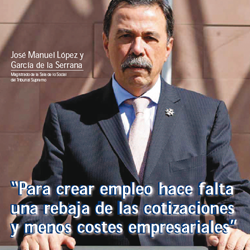 José Manuel López y
García de la Serrana
Magistrado de la Sala de lo Social
del Tribunal Supremo
"Para crear empleo hace falta
una rebaja de las cotizaciones
y menos costes empresariales"